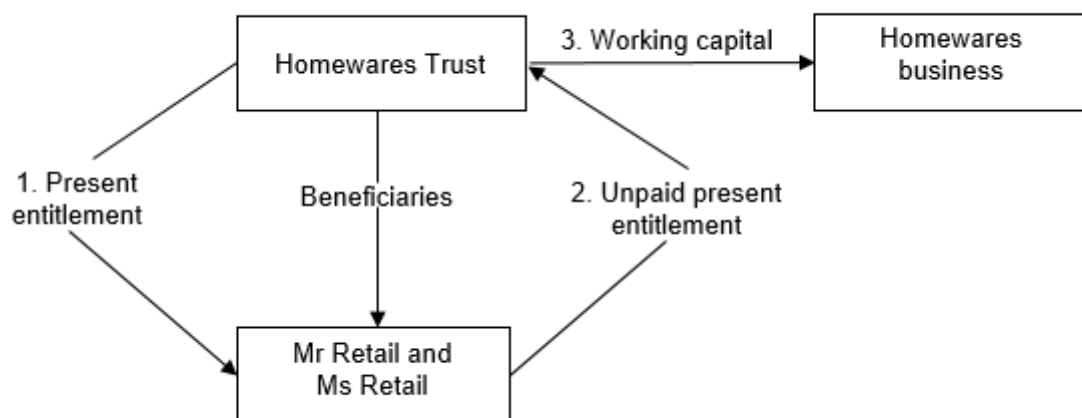 Homewares Trust
3. Working capital
Homewares
business
1. Present
entitlement
Beneficiaries
2. Unpaid present
entitlement
Mr Retail and
Ms Retail